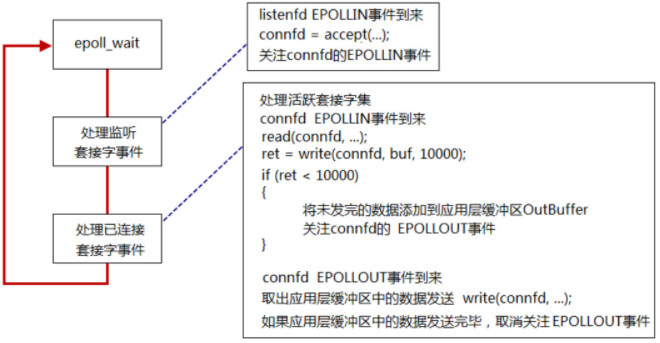 epoll_wait
处理监听
套接字事件
处理已连接
套接字事件
listenfd EPOLLIN事件到来
connfd = accept(...);
关注connfd的EPOLLIN事件
处理活跃套接字集
connfd EPOLLIN事件到来
read(connfd, ...);
ret = write(connfd, buf, 10000);
if (ret < 10000)
{
将未发完的数据添加到应用层缓冲区OutBuffer
关注connfd的 EPOLLOUT事件
}
connfd EPOLLOUT事件到来
取出应用层缓冲区中的数据发送 write(connfd, ...);
如果应用层缓冲区中的数据发送完毕，取消关注EPOLLOUT事件